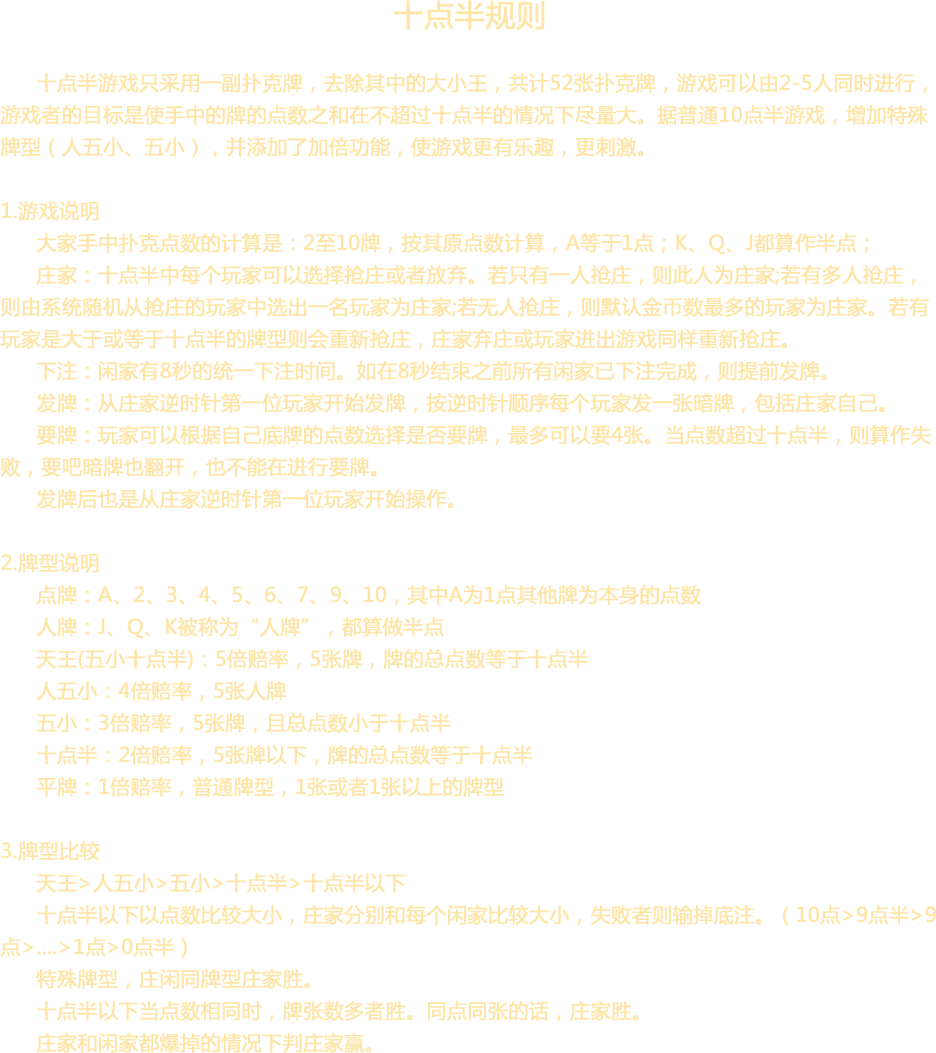 十点半规则
十点半游戏只采用一副扑克牌，去除其中的大小王，共计52张扑克牌，游戏可以由2-5人同时进行，
游戏者的目标是使手中的牌的点数之和在不超过十点半的情况下尽量大。据普通10点半游戏，增加特殊
牌型（人五小、五小），并添加了加倍功能，使游戏更有乐趣，更刺激。
1.游戏说明
大家手中扑克点数的计算是：2至10牌，按其原点数计算，A等于1点；K、Q、J都算作半点；
庄家：十点半中每个玩家可以选择抢庄或者放弃。若只有一人抢庄，则此人为庄家;若有多人抢庄，
则由系统随机从抢庄的玩家中选出一名玩家为庄家;若无人抢庄，则默认金币数最多的玩家为庄家。若有
玩家是大于或等于十点半的牌型则会重新抢庄，庄家弃庄或玩家进出游戏同样重新抢庄。
下注：闲家有8秒的统一下注时间。如在8秒结束之前所有闲家已下注完成，则提前发牌。
发牌：从庄家逆时针第一位玩家开始发牌，按逆时针顺序每个玩家发一张暗牌，包括庄家自己。
要牌：玩家可以根据自己底牌的点数选择是否要牌，最多可以要4张。当点数超过十点半，则算作失
败，要吧暗牌也翻开，也不能在进行要牌。
发牌后也是从庄家逆时针第一位玩家开始操作。
2.牌型说明
点牌：A、2、3、4、5、6、7、9、10，其中A为1点其他牌为本身的点数
人牌：J、Q、K被称为“人牌”，都算做半点
天王(五小十点半)：5倍赔率，5张牌，牌的总点数等于十点半
人五小：4倍赔率，5张人牌
五小：3倍赔率，5张牌，且总点数小于十点半
十点半：2倍赔率，5张牌以下，牌的总点数等于十点半
平牌：1倍赔率，普通牌型，1张或者1张以上的牌型
3.牌型比较
天王>人五小>五小>十点半>十点半以下
十点半以下以点数比较大小，庄家分别和每个闲家比较大小，失败者则输掉底注。（10点>9点半>9
点>....>1点>0点半）
特殊牌型，庄闲同牌型庄家胜。
十点半以下当点数相同时，牌张数多者胜。同点同张的话，庄家胜。
庄家和闲家都爆掉的情况下判庄家赢。